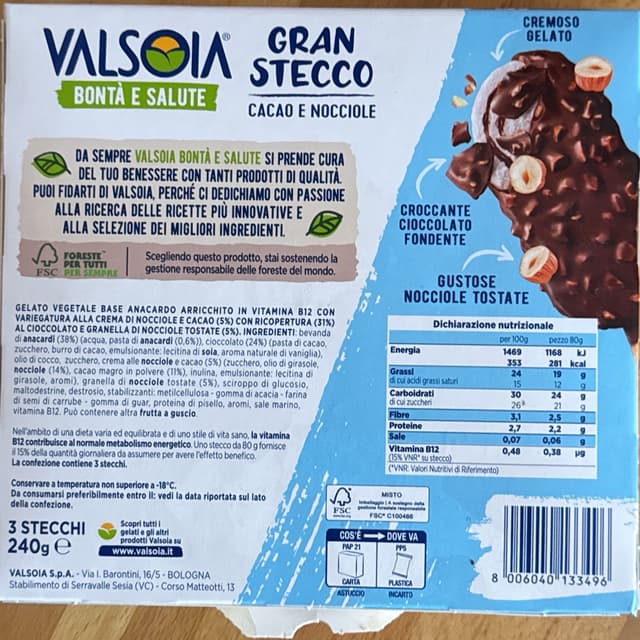 VALSOIA®
BONTÀ E SALUTE
GRAN
STECCO
CACAO E NOCCIOLE
CREMOSO
GELATO
DA SEMPRE VALSOIA BONTÀ E SALUTE SI PRENDE CURA
DEL TUO BENESSERE CON TANTI PRODOTTI DI QUALITÀ.
PUOI FIDARTI DI VALSOIA, PERCHÉ CI DEDICHIAMO CON PASSIONE
ALLA RICERCA DELLE RICETTE PIÙ INNOVATIVE E
ALLA SELEZIONE DEI MIGLIORI INGREDIENTI.
FSC
FORESTE™
PER TUTTI
PER SEMPRE
Scegliendo questo prodotto, stai sostenendo la
gestione responsabile delle foreste del mondo.
CROCCANTE
CIOCCOLATO
FONDENTE
GUSTOSE
NOCCIOLE TOSTATE
GELATO VEGETALE BASE ANACARDO ARRICCHITO IN VITAMINA B12 CON
VARIEGATURA ALLA CREMA DI NOCCIOLE E CACAO (5%) CON RICOPERTURA (31%)
AL CIOCCOLATO E GRANELLA DI NOCCIOLE TOSTATE (5%). INGREDIENTI: bevanda
di anacardi (38%) (acqua, pasta di anacardi (0,6%)), cioccolato (24%) (pasta di cacao,
zucchero, burro di cacao, emulsionante: lecitina di soia, aroma naturale di vaniglia),
olio di cocco, zucchero, crema alle nocciole e cacao (5%) (zucchero, olio di girasole,
nocciole (14%), cacao magro in polvere (11%), inulina, emulsionante: lecitina di
girasole, aromi), granella di nocciole tostate (5%), sciroppo di glucosio,
maltodestrine, destrosio, stabilizzanti: metilcellulosa - gomma di acacia - farina
di semi di carrube - gomma di guar, proteina di pisello, aromi, sale marino,
vitamina B12. Può contenere altra frutta a guscio.
Nell'ambito di una dieta varia ed equilibrata e di uno stile di vita sano, la vitamina
B12 contribuisce al normale metabolismo energetico. Uno stecco da 80 g fornisce
il 15% della quantità giornaliera da assumere per avere l'effetto benefico.
La confezione contiene 3 stecchi.
Conservare a temperatura non superiore a -18°C.
Da consumarsi preferibilmente entro il: vedi la data riportata sul lato
della confezione.
3 STECCHI
240g e
Scopri tutti i
gelati e gli altri
prodotti Valsoia su
www.valsoia.it
VALSOIA S.p.A. - Via I. Barontini, 16/5 - BOLOGNA
Stabilimento di Serravalle Sesia (VC) - Corso Matteotti, 13
Dichiarazione nutrizionale
per 100g pezzo 80g
Energia 1469 1168 kJ
353 281 kcal
Grassi 24 19 g
di cui acidi grassi saturi 15 12 g
Carboidrati 30 24 g
di cui zuccheri 26 21 g
Fibre 3,1 2,5 g
Proteine 2,7 2,2 g
Sale 0,07 0,06 g
Vitamina B12 0,48 0,38 µg
(15% VNR* su stecco)
(*VNR: Valori Nutritivi di Riferimento)
FSC
MISTO
Imballaggio | A sostegno della
gestione forestale responsabile
FSC® C100486
COS'È DOVE VA
PAP 21 PP5
CARTA PLASTICA
ASTUCCIO INCARTO
8 006040 133496